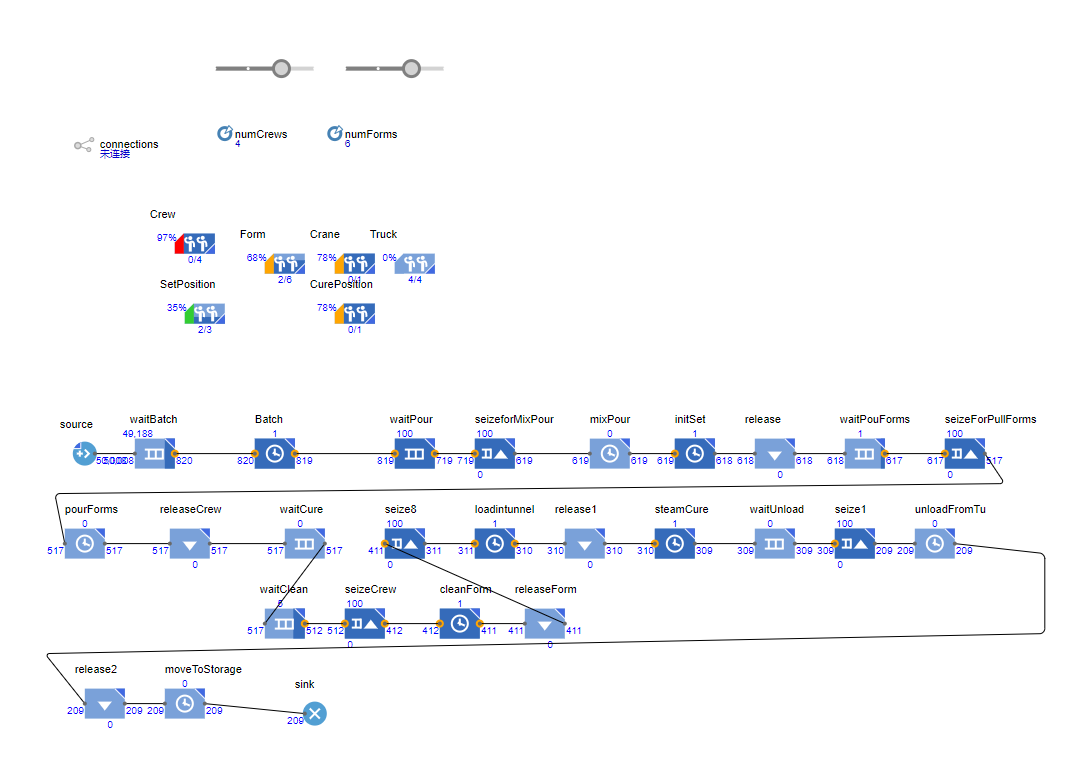 connections
未连接
numCrews
4
numForms
6
Crew
97%
0/4
Form
68%
2/6
Crane
78%
0/1
Truck
0%
4/4
SetPosition
35%
2/3
CurePosition
78%
0/1
source
waitBatch
49,188
820
Batch
1
820
819
waitPour
100
819
719
seizeforMixPour
100
719
619
0
mixPour
0
619
619
initSet
1
619
618
release
618
618
0
waitPouForms
1
618
617
seizeForPullForms
100
617
517
0
pourForms
0
517
517
releaseCrew
517
517
0
waitCure
0
517
517
seize8
100
411
311
0
loadintunnel
1
311
310
release1
310
310
0
steamCure
1
310
309
waitUnload
0
309
309
seize1
100
309
209
0
unloadFromTu
0
209
209
waitClean
517
512
seizeCrew
100
512
412
0
cleanForm
1
412
411
releaseForm
411
411
0
release2
209
209
0
moveToStorage
0
209
209
sink
209